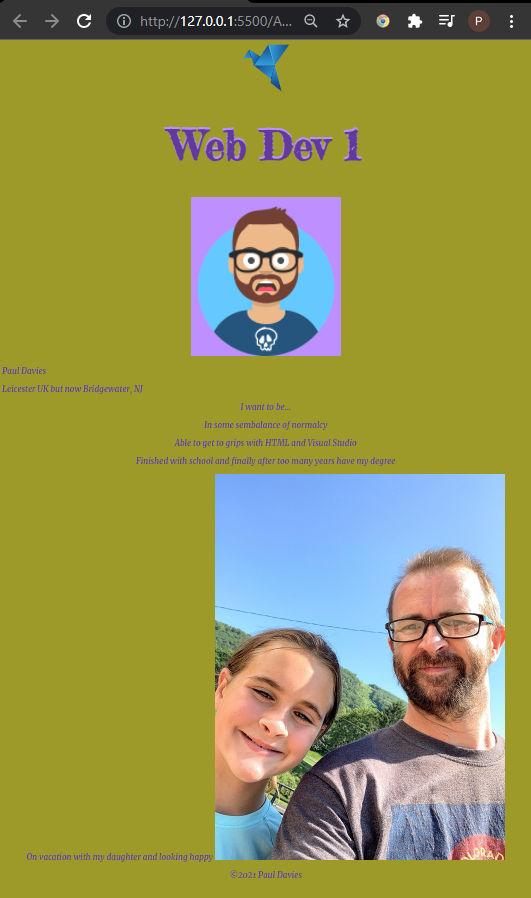 http://127.0.0.1:5500/A...
P
Web Dev 1
Paul Davies
Leicester UK but now Bridgewater, NJ
I want to be...
In some sembalance of normalcy
Able to get to grips with HTML and Visual Studio
Finished with school and finally after too many years have my degree
On vacation with my daughter and looking happy
©2021 Paul Davies